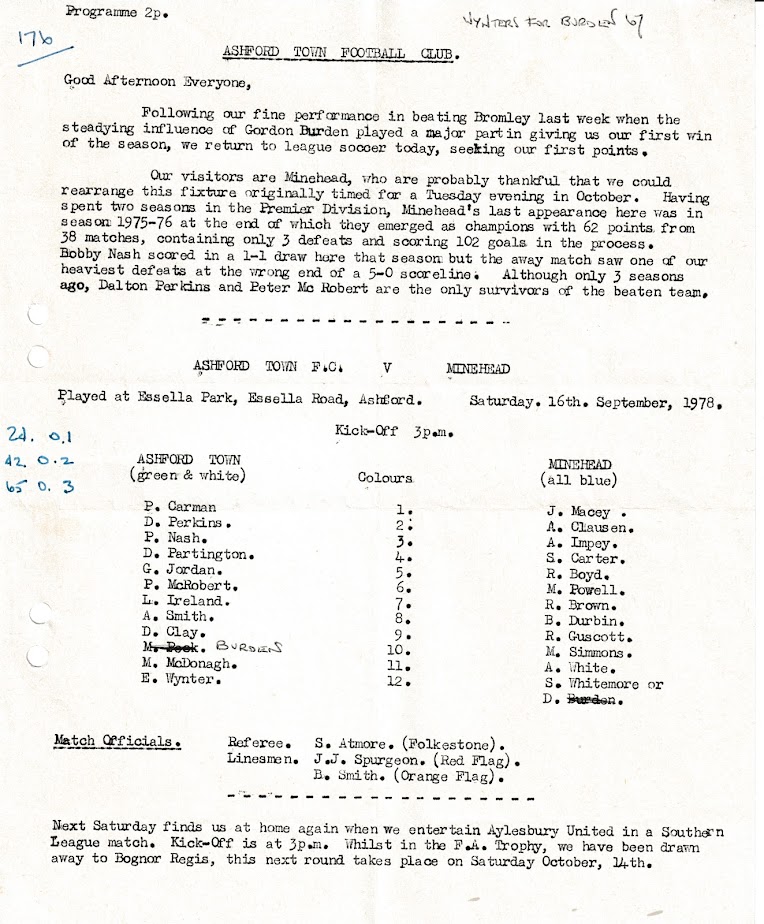 Programme 2p.
WYNTERS FOR BURDEN 67
176
ASHFORD TOWN FOOTBALL CLUB.
Good Afternoon Everyone,
Following our fine performance in beating Bromley last week when the
steadying influence of Gordon Burden played a major part in giving us our first win
of the season, we return to league soccer today, seeking our first points.
Our visitors are Minehead, who are probably thankful that we could
rearrange this fixture originally timed for a Tuesday evening in October. Having
spent two seasons in the Premier Division, Minehead's last appearance here was in
season 1975-76 at the end of which they emerged as champions with 62 points from
38 matches, containing only 3 defeats and scoring 102 goals in the process.
Bobby Nash scored in a 1-1 draw here that season but the away match saw one of our
heaviest defeats at the wrong end of a 5-0 scoreline. Although only 3 seasons
ago, Dalton Perkins and Peter Mc Robert are the only survivors of the beaten team.
ASHFORD TOWN F.C. V MINEHEAD
Played at Essella Park, Essella Road, Ashford. Saturday. 16th. September, 1978.
Kick-Off 3p.m.
21. 0.1
42. 0.2
65 0. 3
ASHFORD TOWN MINEHEAD
(green & white) Colours (all blue)
P. Carman 1. J. Macey .
D. Perkins. 2. A. Clausen.
P. Nash. 3. A. Impey.
D. Partington. 4. S. Carter.
G. Jordan. 5. R. Boyd.
P. McRobert. 6. M. Powell.
L. Ireland. 7. R. Brown.
A. Smith. 8. B. Durbin.
D. Clay. 9. R. Guscott.
M. Peek. BURDEN 10. M. Simmons.
M. McDonagh. 11. A. White.
E. Wynter. 12. S. Whitemore or
D. Burden.
Match Officials. Referee. S. Atmore. (Folkestone).
Linesmen. J.J. Spurgeon. (Red Flag).
B. Smith. (Orange Flag).
Next Saturday finds us at home again when we entertain Aylesbury United in a Southern
League match. Kick-Off is at 3p.m. Whilst in the F.A. Trophy, we have been drawn
away to Bognor Regis, this next round takes place on Saturday October, 14th.